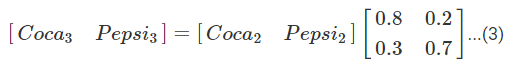 [ Coca₃ Pepsi₃ ] = [ Coca₂ Pepsi₂ ] [ 0.8 0.2 ] ...(3)
[ 0.3 0.7 ]